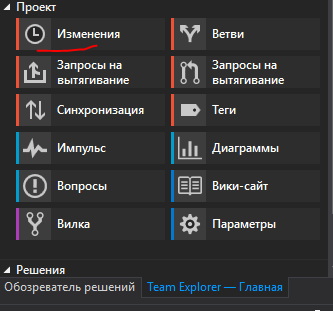 Проект
Изменения
Ветви
Запросы на
вытягивание
Запросы на
вытягивание
Синхронизация
Теги
Импульс
Диаграммы
Вопросы
Вики-сайт
Вилка
Параметры
Решения
Обозреватель решений
Team Explorer — Главная